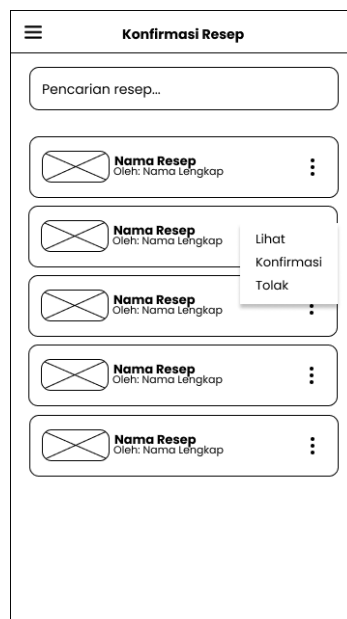 Konfirmasi Resep
Pencarian resep...
Nama Resep
Oleh: Nama Lengkap
Nama Resep
Oleh: Nama Lengkap
Lihat
Konfirmasi
Tolak
Nama Resep
Oleh: Nama Lengkap
Nama Resep
Oleh: Nama Lengkap
Nama Resep
Oleh: Nama Lengkap